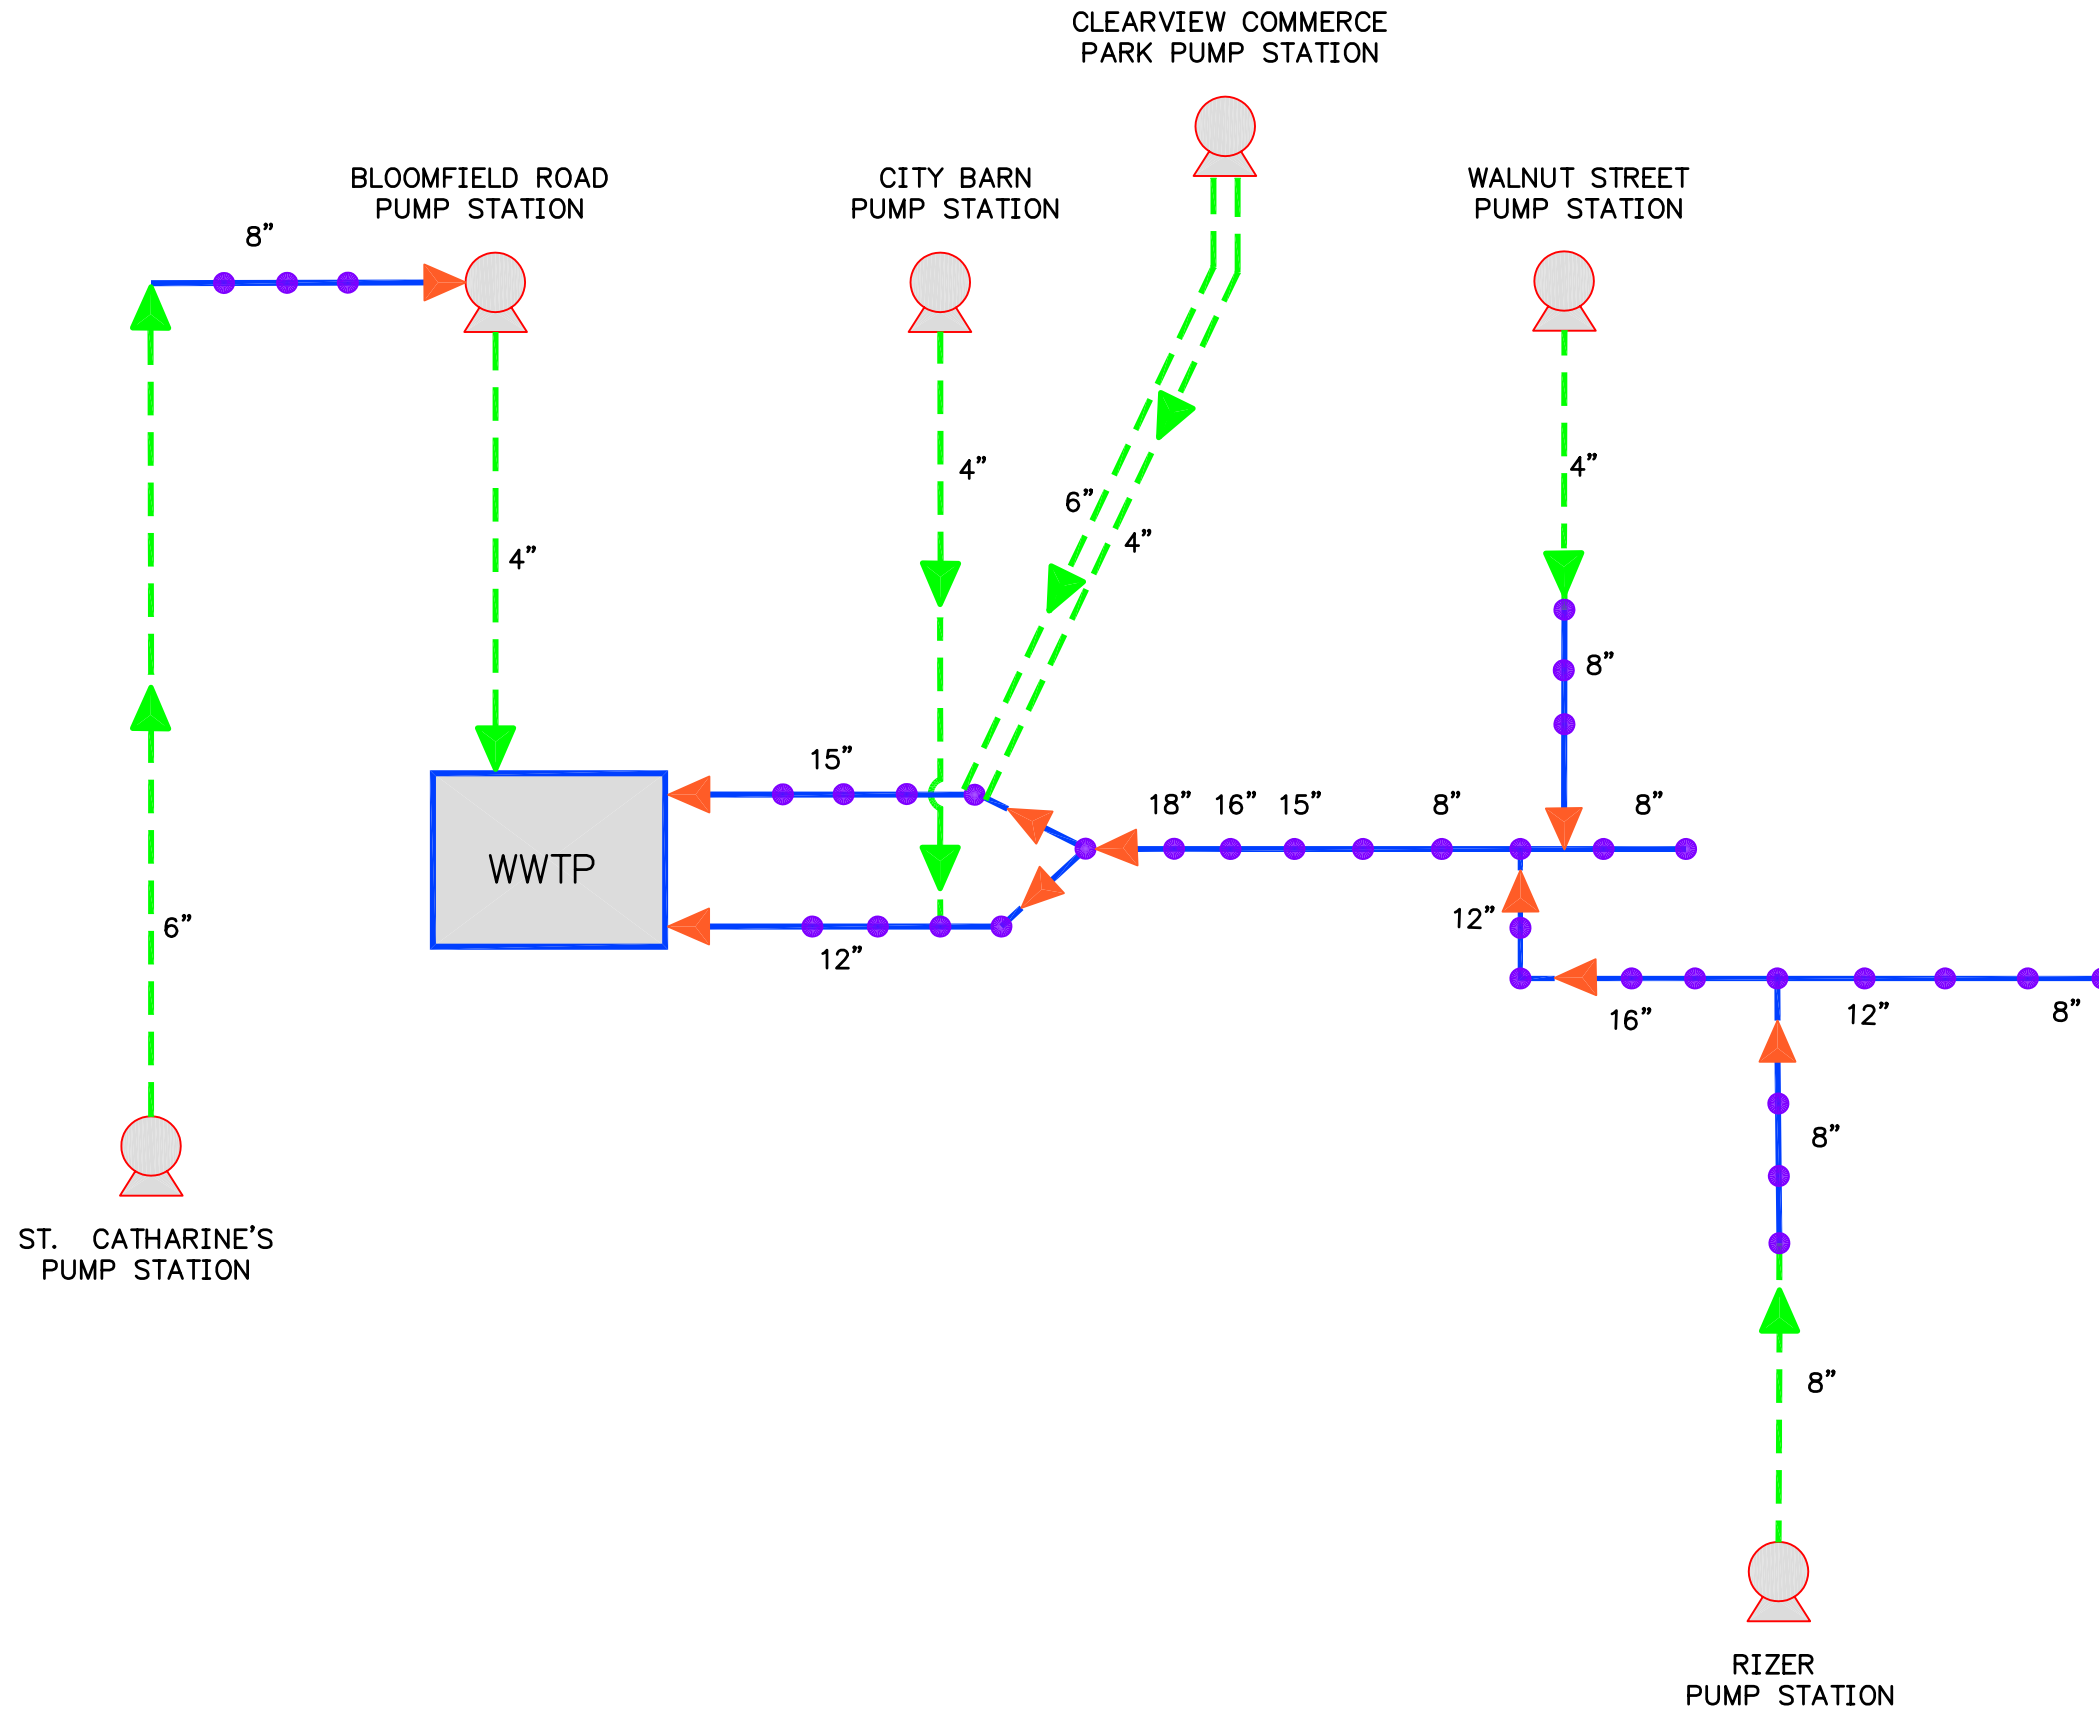 CLEARVIEW COMMERCE
PARK PUMP STATION
BLOOMFIELD ROAD
PUMP STATION
CITY BARN
PUMP STATION
WALNUT STREET
PUMP STATION
8”
4”
4”
6”
4”
4”
8”
15”
18” 16” 15” 8” 8”
WWTP
6”
12”
12”
16”
12”
8”
8”
ST. CATHARINE’S
PUMP STATION
8”
RIZER
PUMP STATION